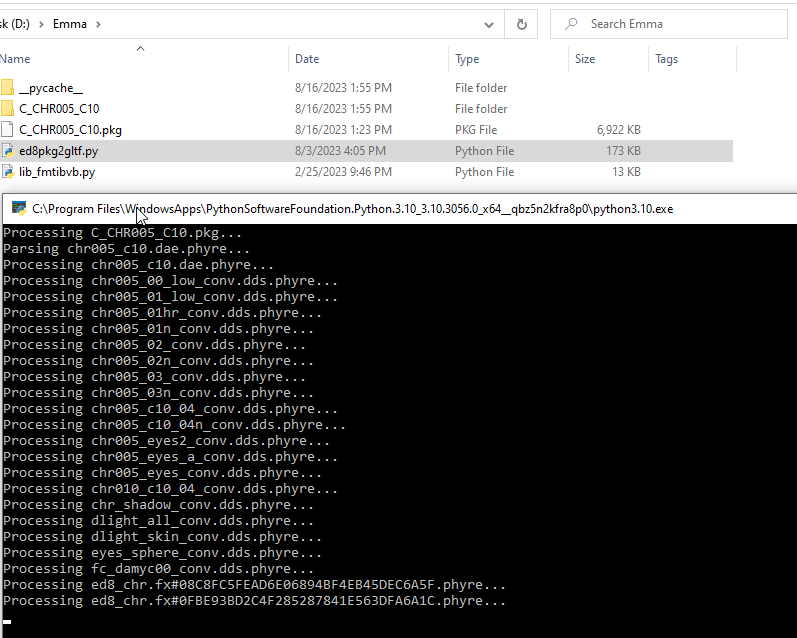 sk (D:) > Emma >
Search Emma
Name Date Type Size Tags
__pycache__ 8/16/2023 1:55 PM File folder
C_CHR005_C10 8/16/2023 1:55 PM File folder
C_CHR005_C10.pkg 8/16/2023 1:23 PM PKG File 6,922 KB
ed8pkg2gltf.py 8/3/2023 4:05 PM Python File 173 KB
lib_fmtibvb.py 2/25/2023 9:46 PM Python File 13 KB
C:\Program Files\WindowsApps\PythonSoftwareFoundation.Python.3.10_3.10.3056.0_x64__qbz5n2kfra8p0\python3.10.exe
Processing C_CHR005_C10.pkg...
Parsing chr005_c10.dae.phyre...
Processing chr005_c10.dae.phyre...
Processing chr005_00_low_conv.dds.phyre...
Processing chr005_01_low_conv.dds.phyre...
Processing chr005_01hr_conv.dds.phyre...
Processing chr005_01n_conv.dds.phyre...
Processing chr005_02_conv.dds.phyre...
Processing chr005_02n_conv.dds.phyre...
Processing chr005_03_conv.dds.phyre...
Processing chr005_03n_conv.dds.phyre...
Processing chr005_c10_04_conv.dds.phyre...
Processing chr005_c10_04n_conv.dds.phyre...
Processing chr005_eyes2_conv.dds.phyre...
Processing chr005_eyes_a_conv.dds.phyre...
Processing chr005_eyes_conv.dds.phyre...
Processing chr010_c10_04_conv.dds.phyre...
Processing chr_shadow_conv.dds.phyre...
Processing dlight_all_conv.dds.phyre...
Processing dlight_skin_conv.dds.phyre...
Processing eyes_sphere_conv.dds.phyre...
Processing fc_damyc00_conv.dds.phyre...
Processing ed8_chr.fx#08C8FC5FEAD6E06894BF4EB45DEC6A5F.phyre...
Processing ed8_chr.fx#0FBE93BD2C4F285287841E563DFA6A1C.phyre...